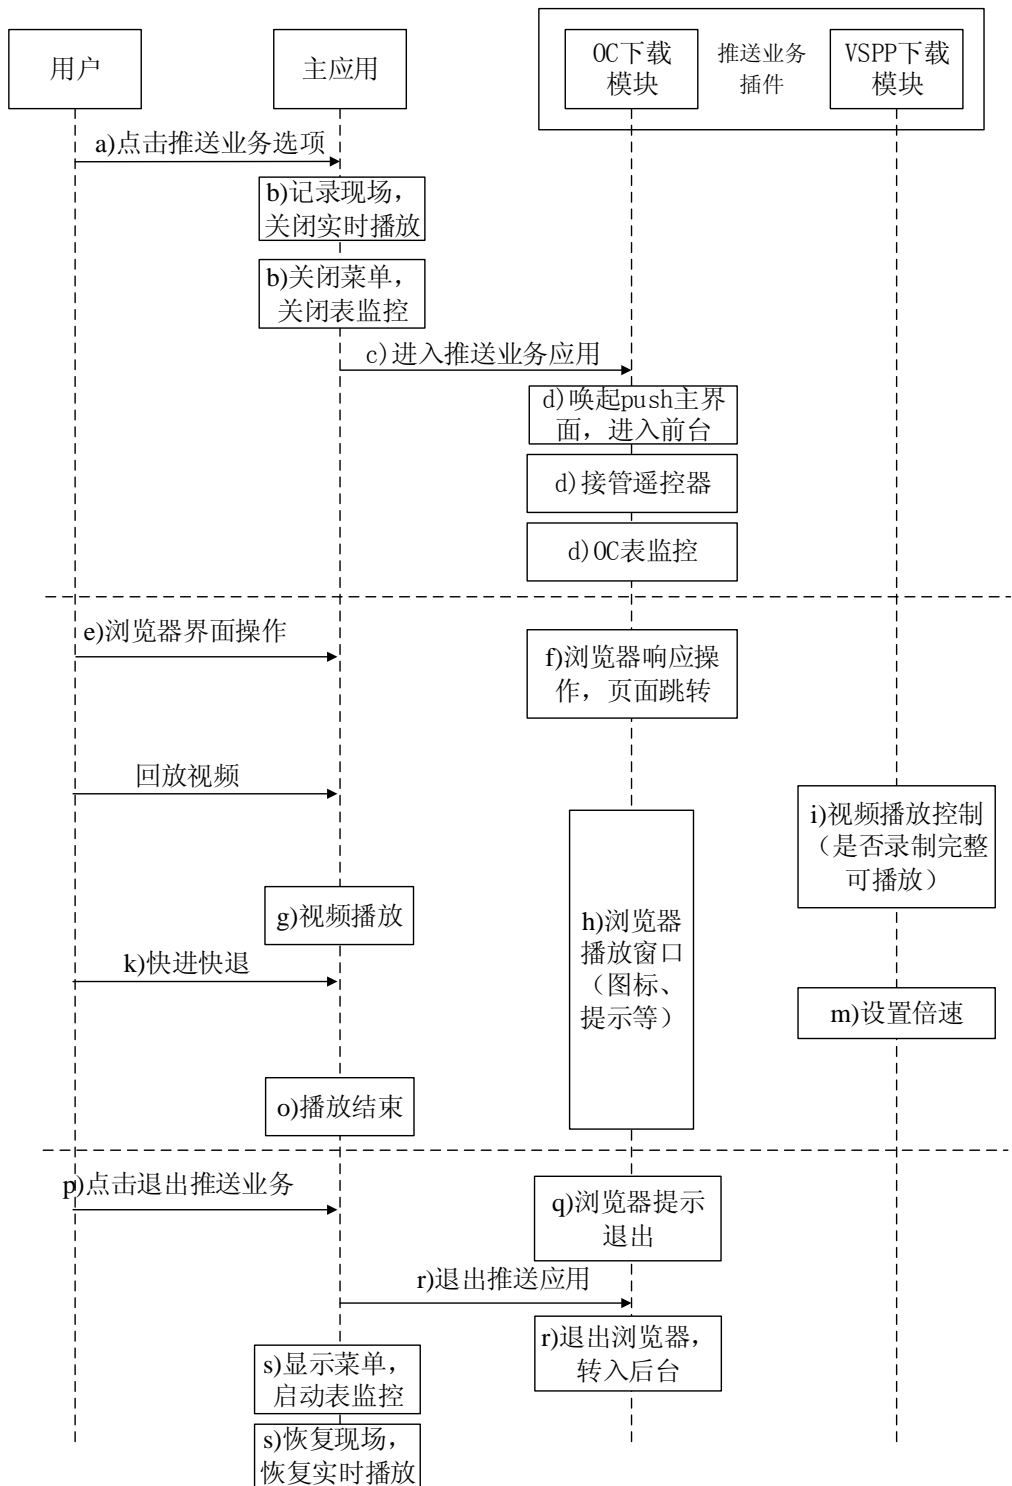 用户
主应用
OC下载
模块
推送业务
插件
VSPP下载
模块
a)点击推送业务选项
b)记录现场，
关闭实时播放
b)关闭菜单，
关闭表监控
c)进入推送业务应用
d)唤起push主界
面，进入前台
d)接管遥控器
d)OC表监控
e)浏览器界面操作
f)浏览器响应操
作，页面跳转
回放视频
i)视频播放控制
（是否录制完整
可播放）
g)视频播放
h)浏览器
播放窗口
（图标、
提示等）
k)快进快退
m)设置倍速
o)播放结束
p)点击退出推送业务
q)浏览器提示
退出
r)退出推送应用
r)退出浏览器，
转入后台
s)显示菜单，
启动表监控
s)恢复现场，
恢复实时播放